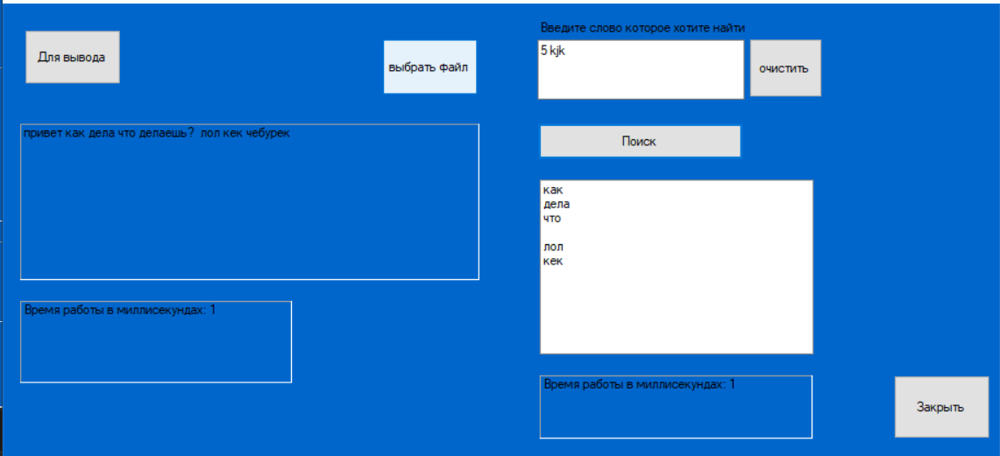 Для вывода
выбрать файл
привет как дела что делаешь? лол кек чебурек
Время работы в миллисекундах: 1
Введите слово которое хотите найти
5 kjk
очистить
Поиск
как
дела
что
лол
кек
Время работы в миллисекундах: 1
Закрыть